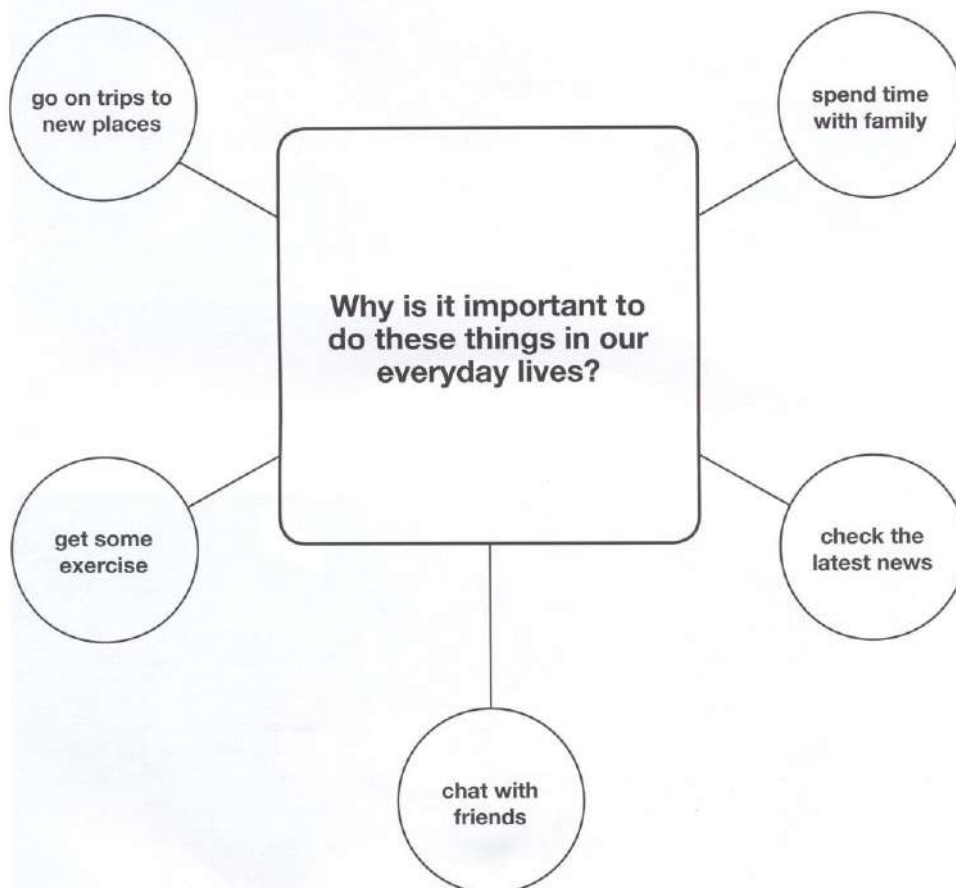 go on trips to
new places
spend time
with family
Why is it important to
do these things in our
everyday lives?
get some
exercise
check the
latest news
chat with
friends